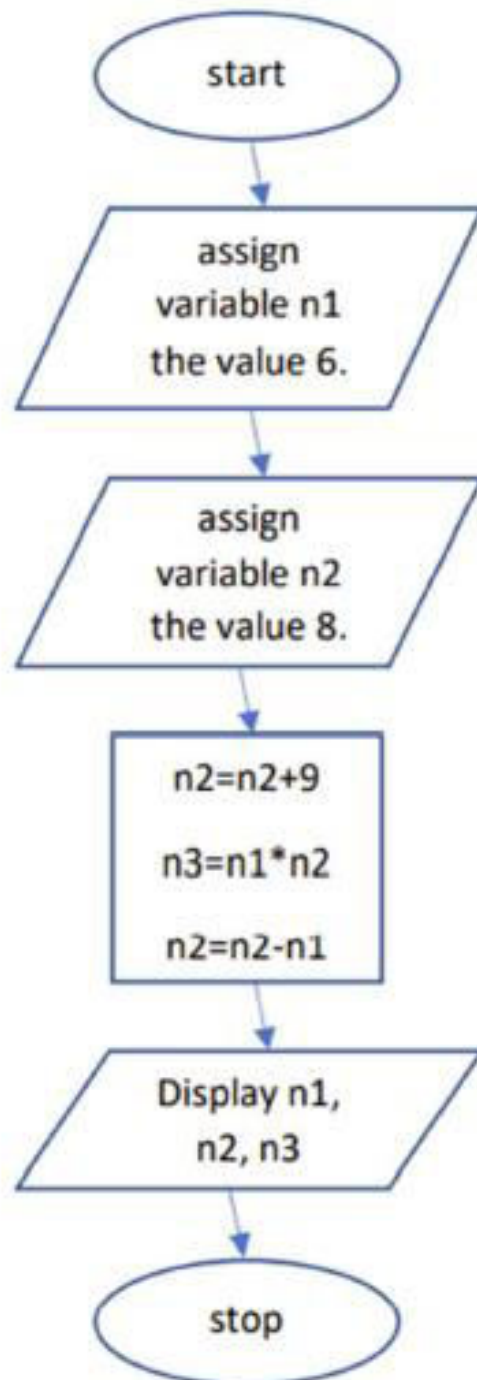 start
assign
variable n1
the value 6.
assign
variable n2
the value 8.
n2=n2+9
n3=n1*n2
n2=n2-n1
Display n1,
n2, n3
stop